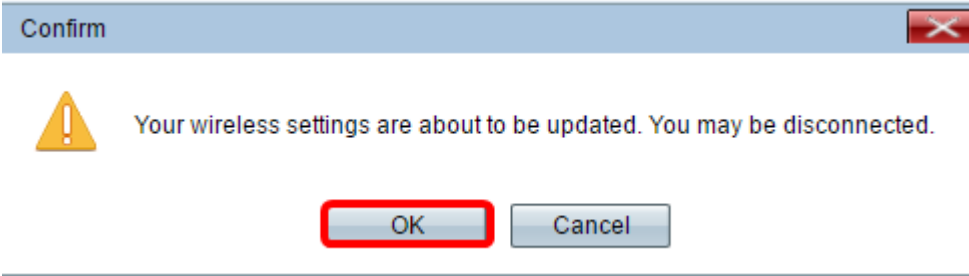 Confirm
Your wireless settings are about to be updated. You may be disconnected.
OK
Cancel